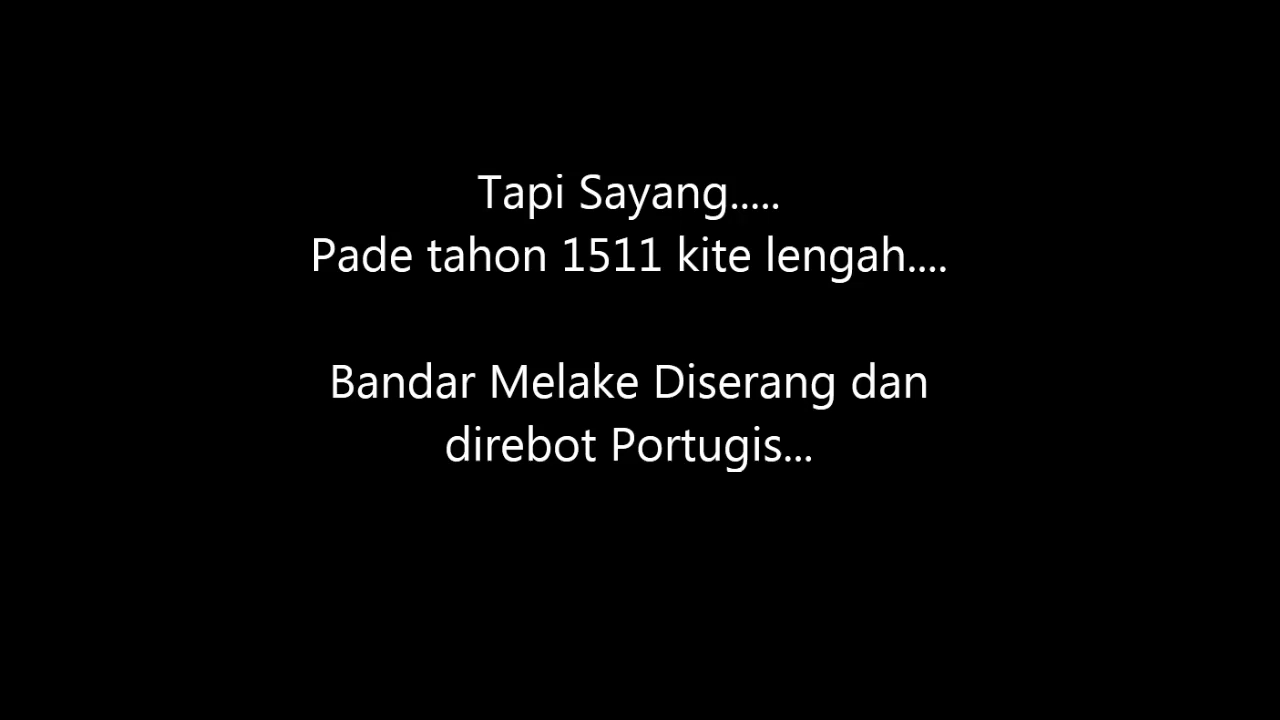 Tapi Sayang.....
Pade tahon 1511 kite lengah....
Bandar Melake Diserang dan
direbot Portugis...